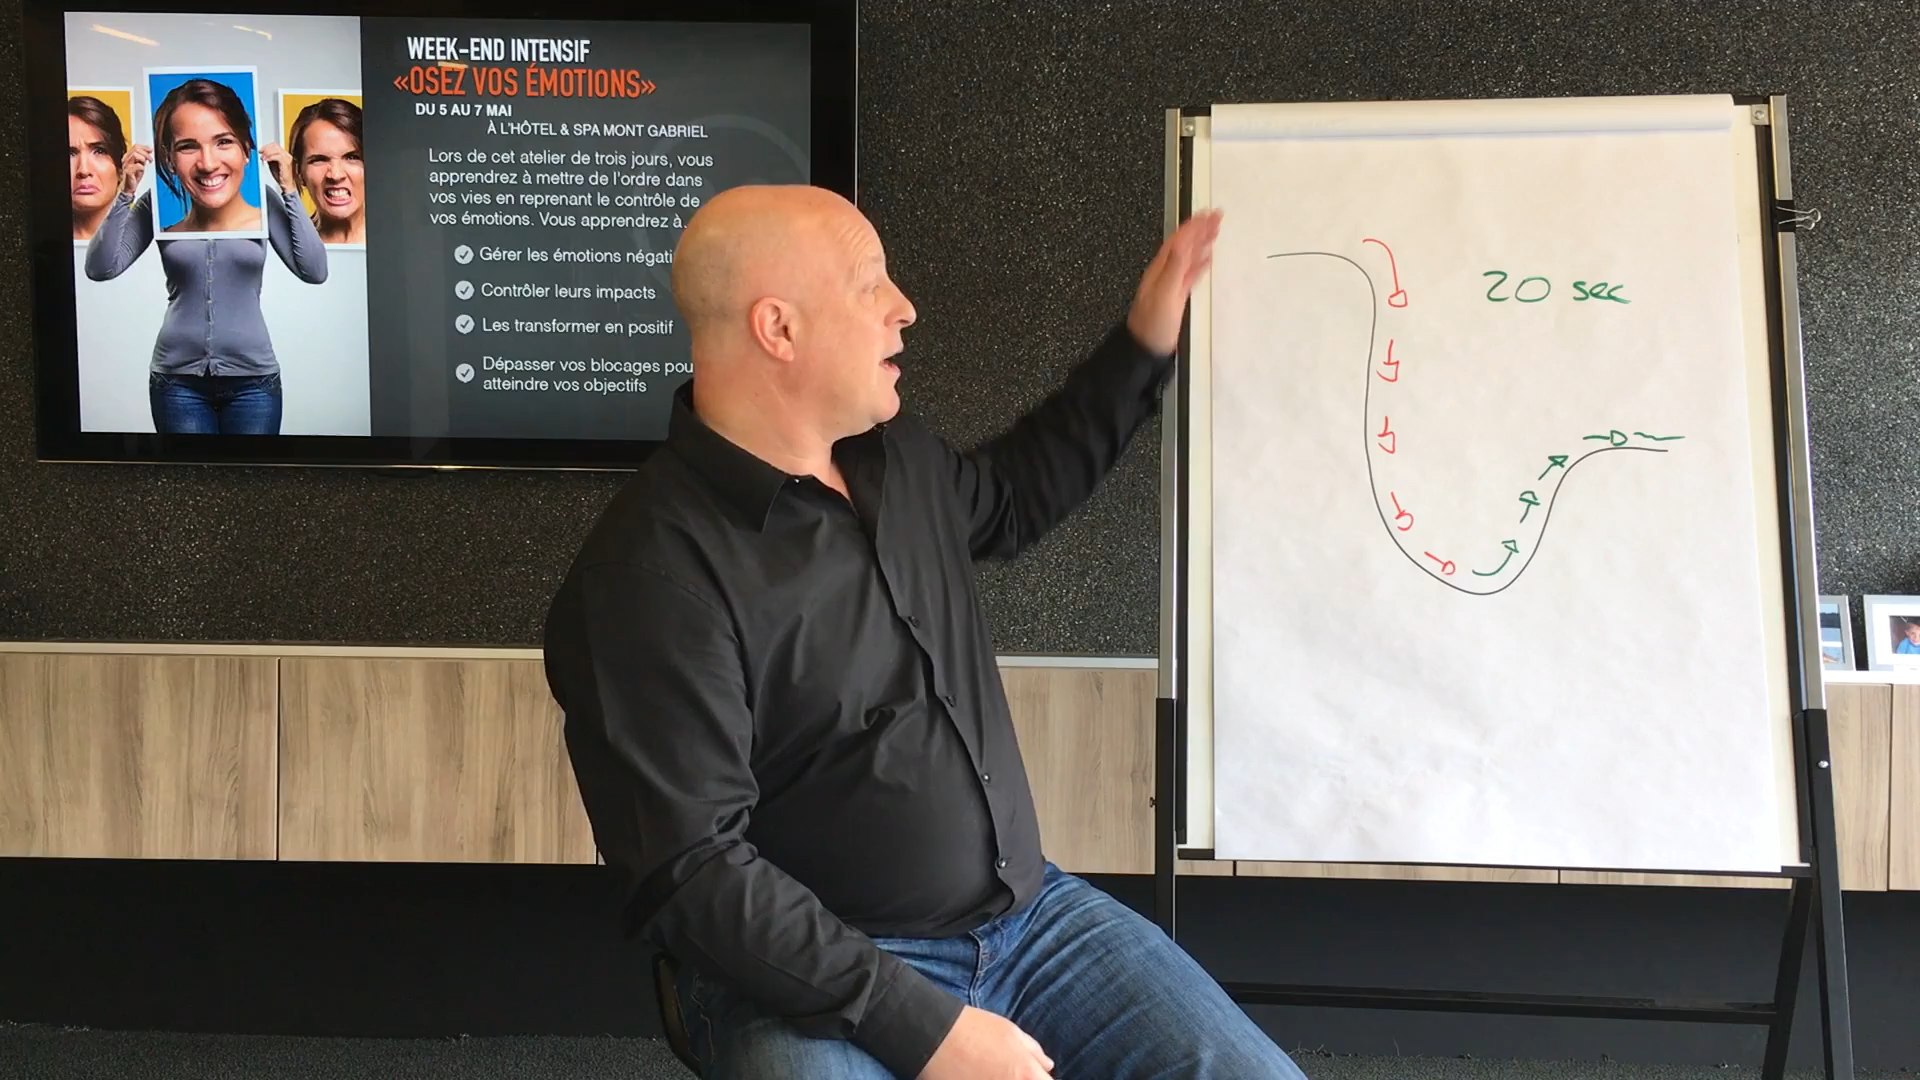 WEEK-END INTENSIF
«OSEZ VOS ÉMOTIONS»
DU 5 AU 7 MAI
À L'HÔTEL & SPA MONT GABRIEL
Lors de cet atelier de trois jours, vous
apprendrez à mettre de l'ordre dans
vos vies en reprenant le contrôle de
vos émotions. Vous apprendrez à..
Gérer les émotions négati
Contrôler leurs impacts
Les transformer en positif
Dépasser vos blocages pou
atteindre vos objectifs
20 sec